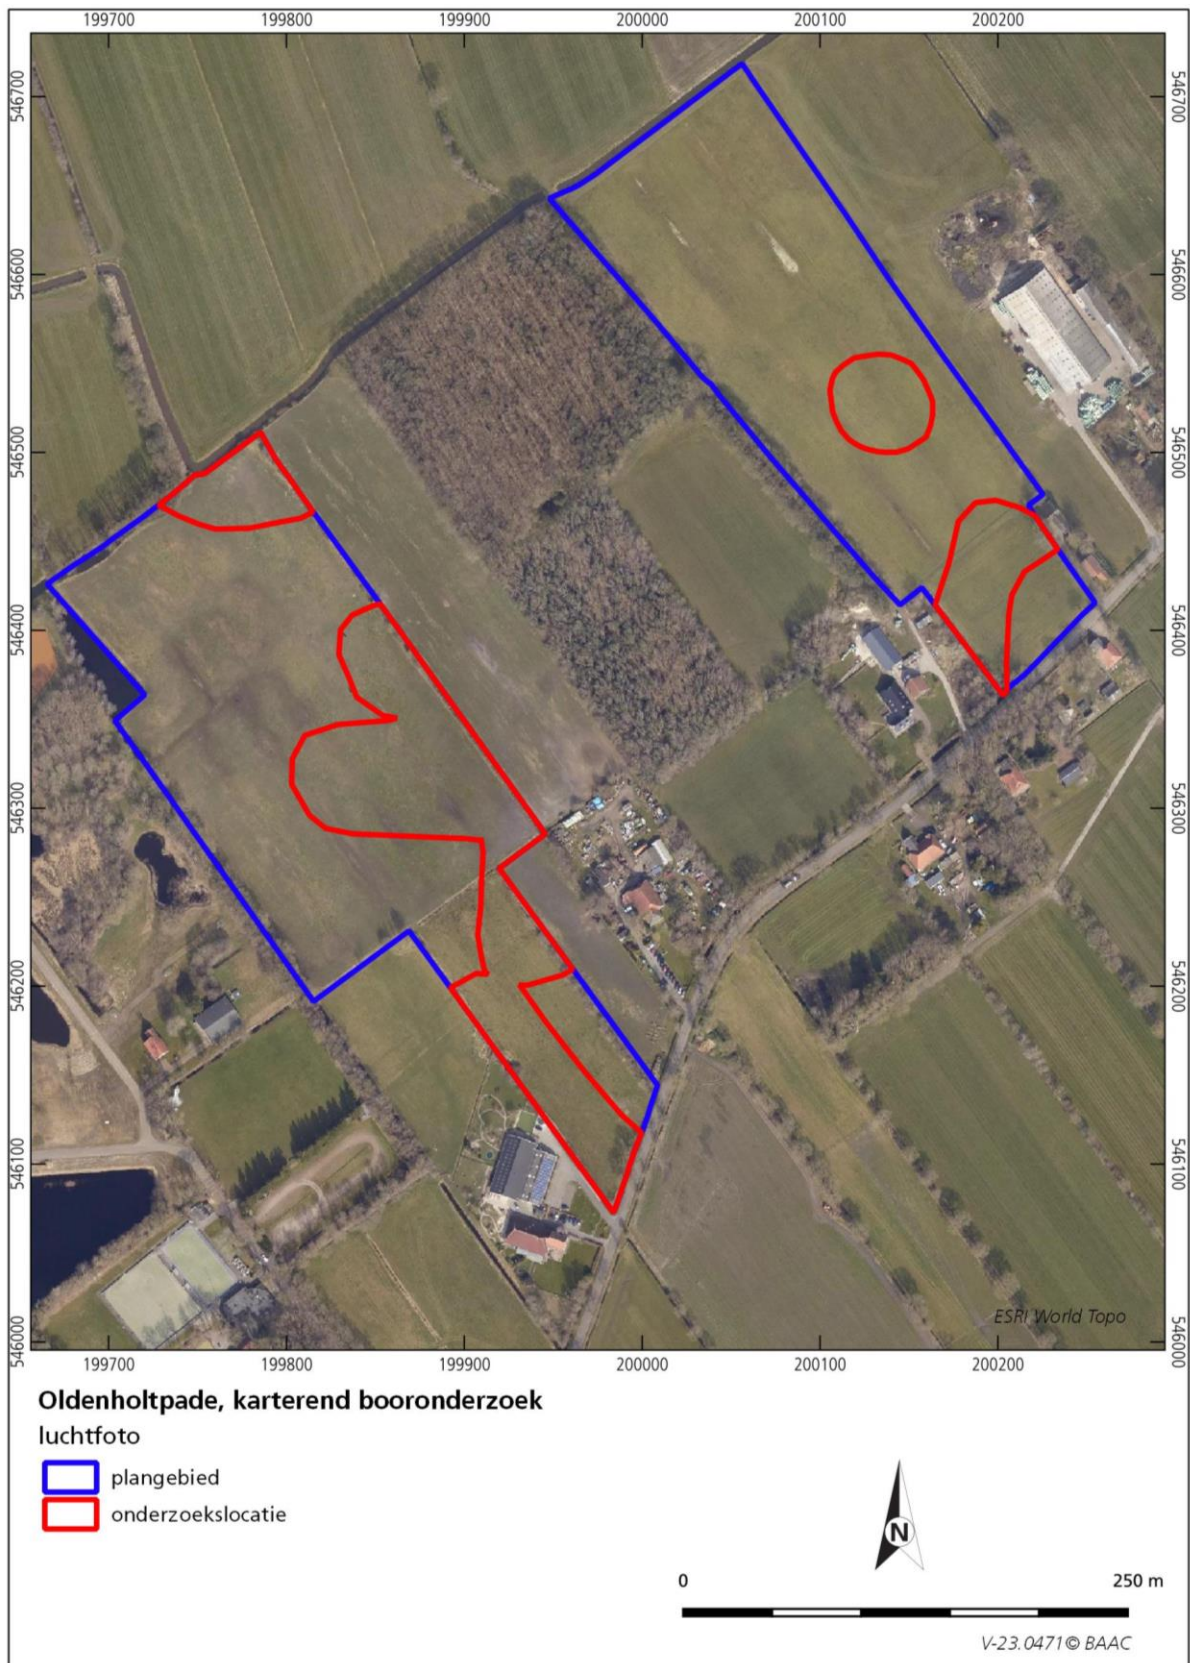 199700 199800 199900 200000 200100 200200
546700 546700
546600 546600
546500 546500
546400 546400
546300 546300
546200 546200
546100 546100
546000 546000
ESRI World Topo
199700 199800 199900 200000 200100 200200
Oldenholtpade, karterend booronderzoek
luchtfoto
plangebied
onderzoekslocatie
N
0 250 m
V-23.0471© BAAC